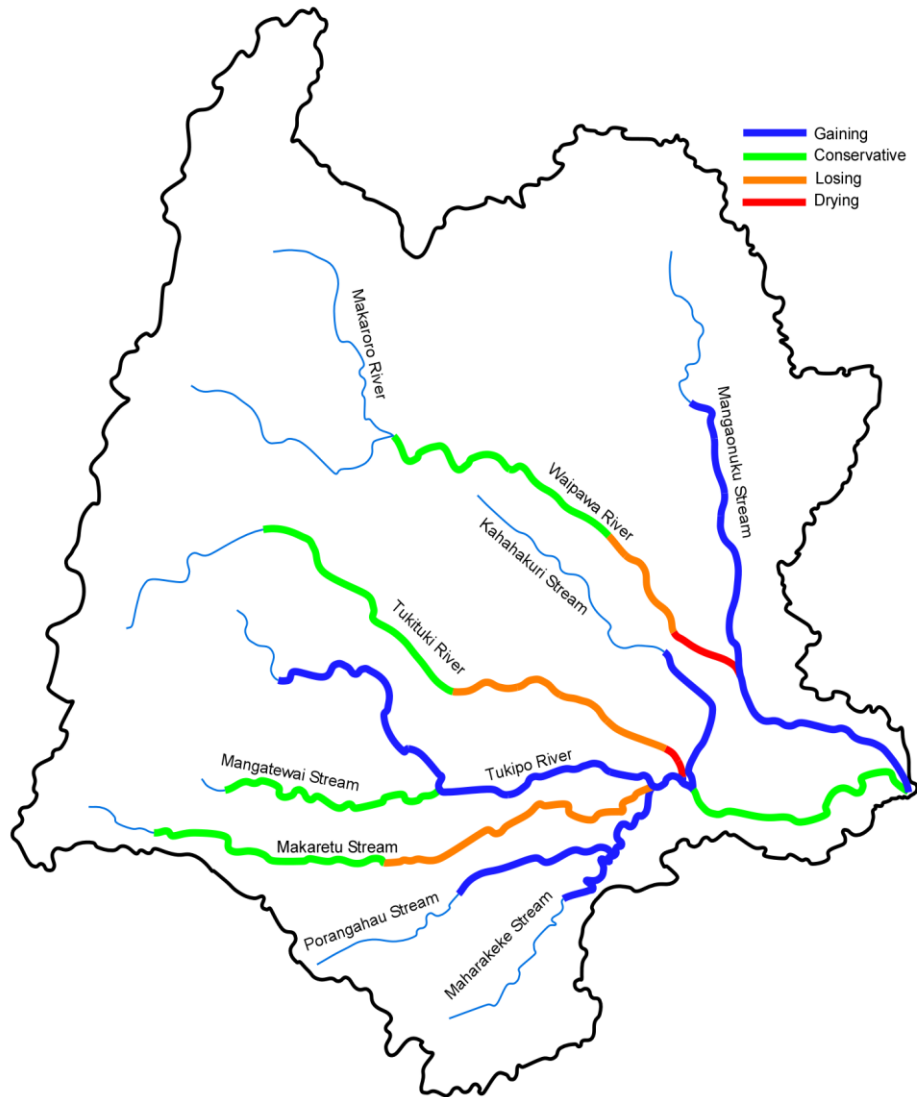 Gaining
Conservative
Losing
Drying
Makaroro River
Mangaonuku Stream
Waipawa River
Kahahakuri Stream
Tukituki River
Tukipo River
Mangatewai Stream
Makaretu Stream
Porangahau Stream
Maharakeke Stream